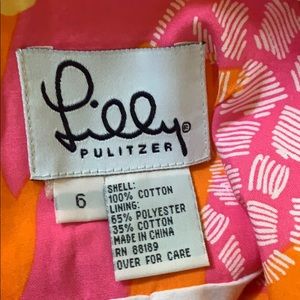 Lilly®
PULITZER
6
SHELL:
100% COTTON
LINING:
65% POLYESTER
35% COTTON
MADE IN CHINA
RN 88189
OVER FOR CARE